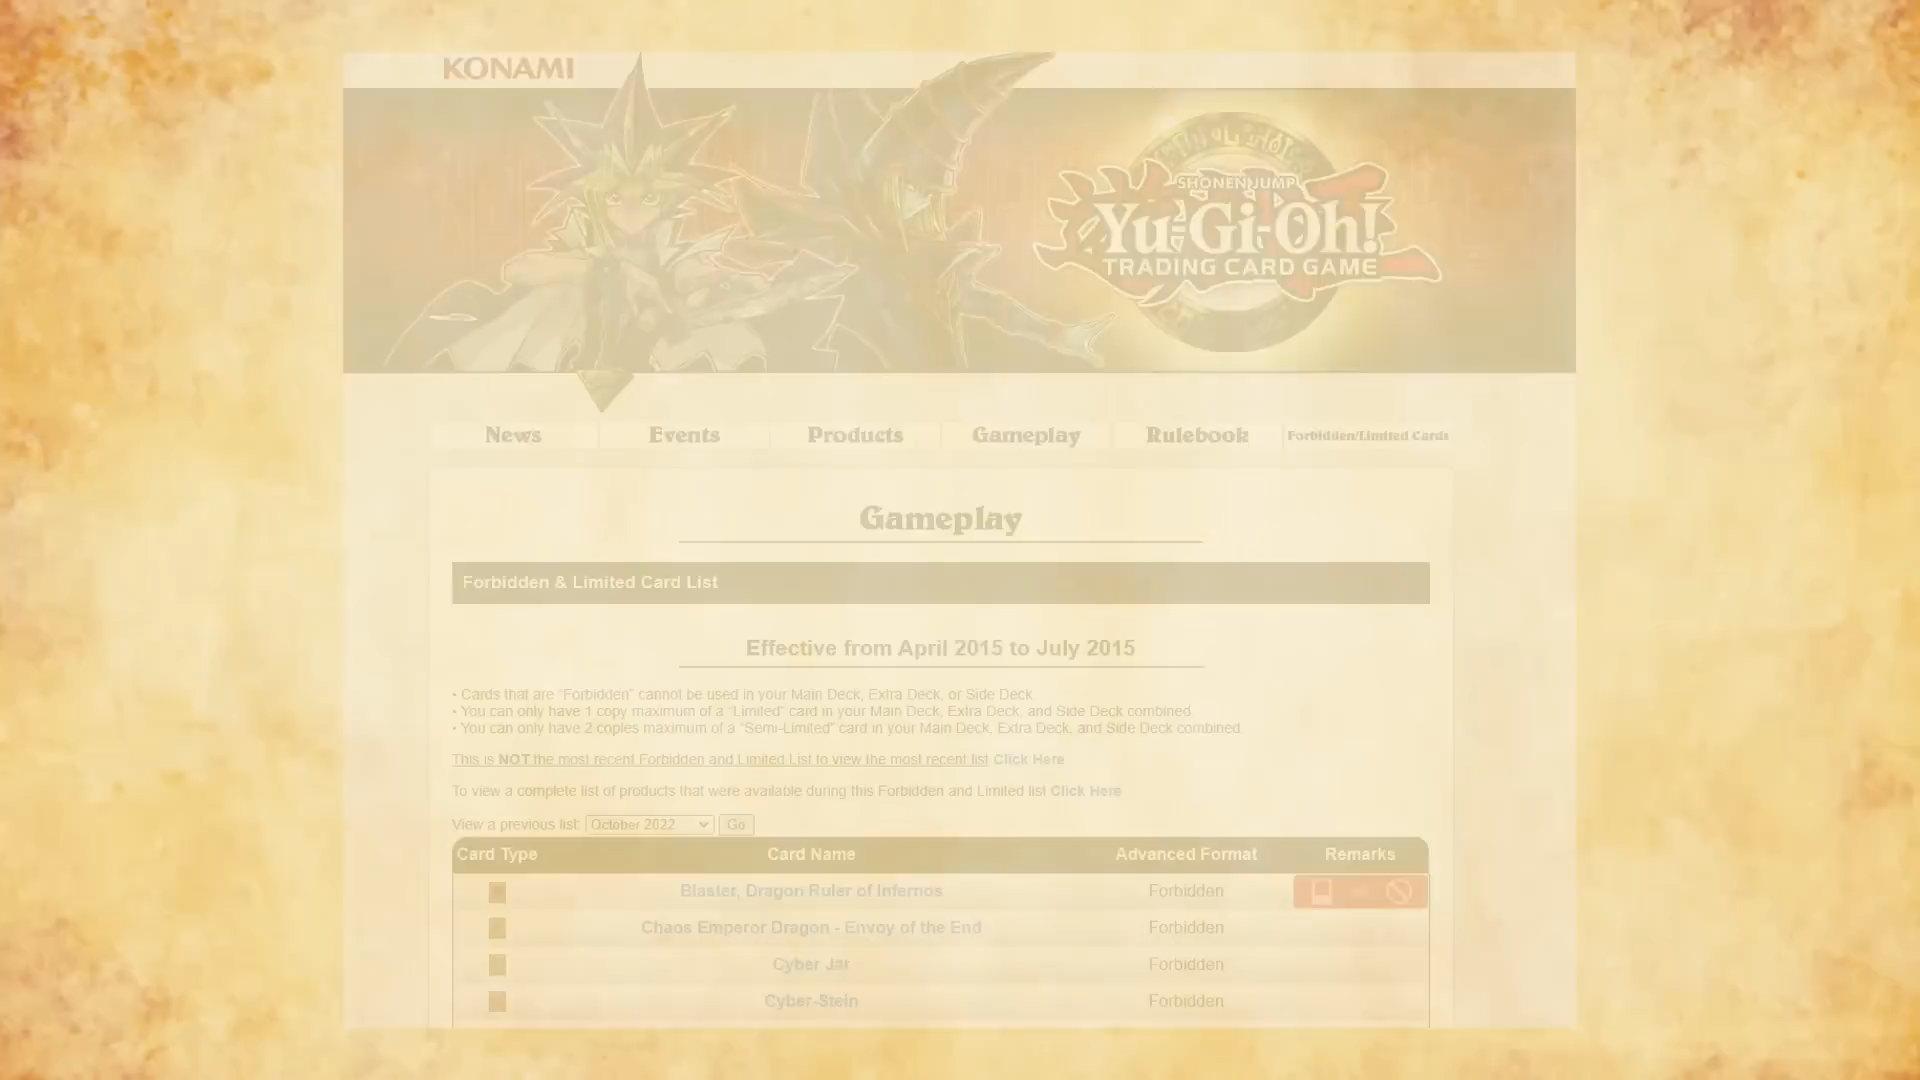 KONAMI
SHONEN JUMP
Yu-Gi-Oh!
TRADING CARD GAME
News Events Products Gameplay Rulebook Forbidden/Limited Cards
Gameplay
Forbidden & Limited Card List
Effective from April 2015 to July 2015
• Cards that are "Forbidden" cannot be used in your Main Deck, Extra Deck, or Side Deck.
• You can only have 1 copy maximum of a "Limited" card in your Main Deck, Extra Deck, and Side Deck combined.
• You can only have 2 copies maximum of a "Semi-Limited" card in your Main Deck, Extra Deck, and Side Deck combined.
This is NOT the most recent Forbidden and Limited List to view the most recent list Click Here
To view a complete list of products that were available during this Forbidden and Limited list Click Here
View a previous list: October 2022 Go
Card Type Card Name Advanced Format Remarks
Blaster, Dragon Ruler of Infernos Forbidden
Chaos Emperor Dragon - Envoy of the End Forbidden
Cyber Jar Forbidden
Cyber-Stein Forbidden